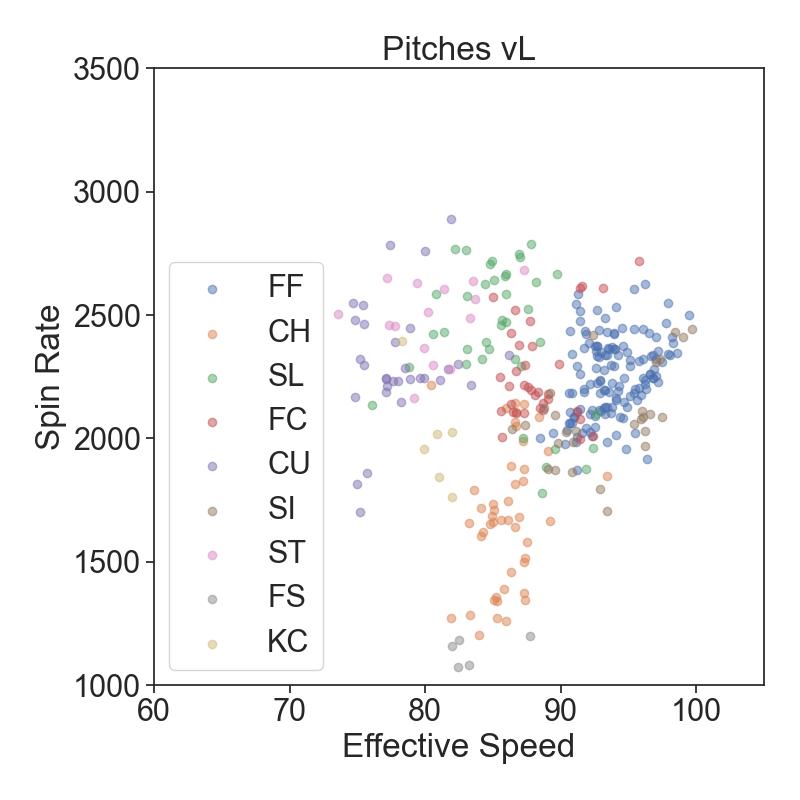 Pitches vL
3500
3000
2500
2000
1500
1000
Spin Rate
FF
CH
SL
FC
CU
SI
ST
FS
KC
60 70 80 90 100
Effective Speed